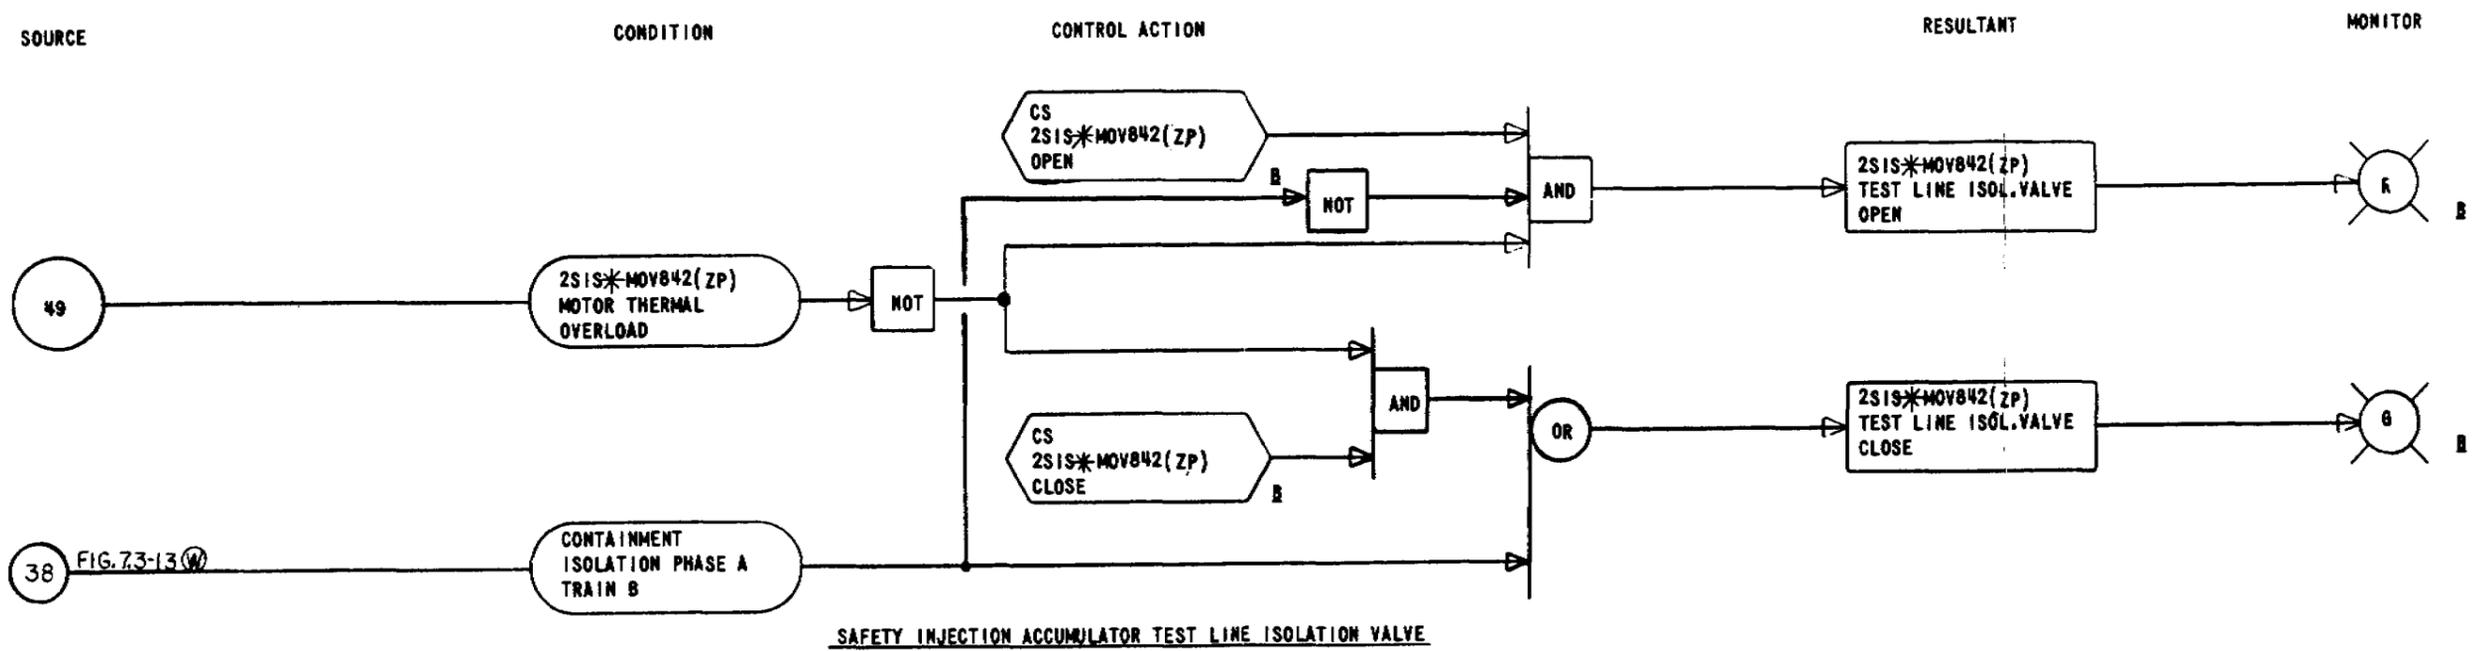 SOURCE
CONDITION
CONTROL ACTION
RESULTANT
MONITOR
CS
2SIS*MOV842(ZP)
OPEN
B
NOT
AND
2SIS*MOV842(ZP)
TEST LINE ISOL.VALVE
OPEN
R
B
49
2SIS*MOV842(ZP)
MOTOR THERMAL
OVERLOAD
NOT
AND
CS
2SIS*MOV842(ZP)
CLOSE
B
OR
2SIS*MOV842(ZP)
TEST LINE ISOL.VALVE
CLOSE
G
B
38
FIG.7.3-13 W
CONTAINMENT
ISOLATION PHASE A
TRAIN B
SAFETY INJECTION ACCUMULATOR TEST LINE ISOLATION VALVE